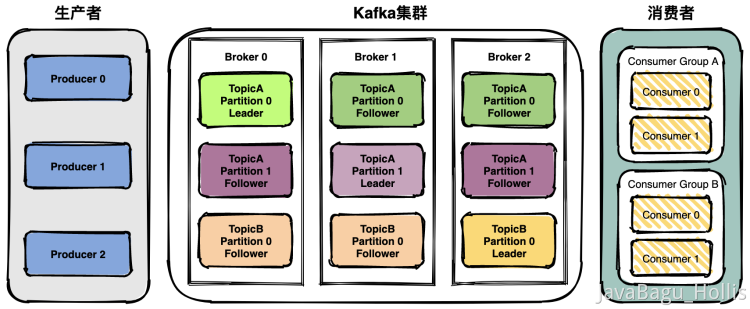 生产者
Producer 0
Producer 1
Producer 2
Kafka集群
Broker 0
TopicA
Partition 0
Leader
TopicA
Partition 1
Follower
TopicB
Partition 0
Follower
Broker 1
TopicA
Partition 0
Follower
TopicA
Partition 1
Leader
TopicB
Partition 0
Follower
Broker 2
TopicA
Partition 0
Follower
TopicA
Partition 1
Follower
TopicB
Partition 0
Leader
消费者
Consumer Group A
Consumer 0
Consumer 1
Consumer Group B
Consumer 0
Consumer 1
JavaBagu_Hollis